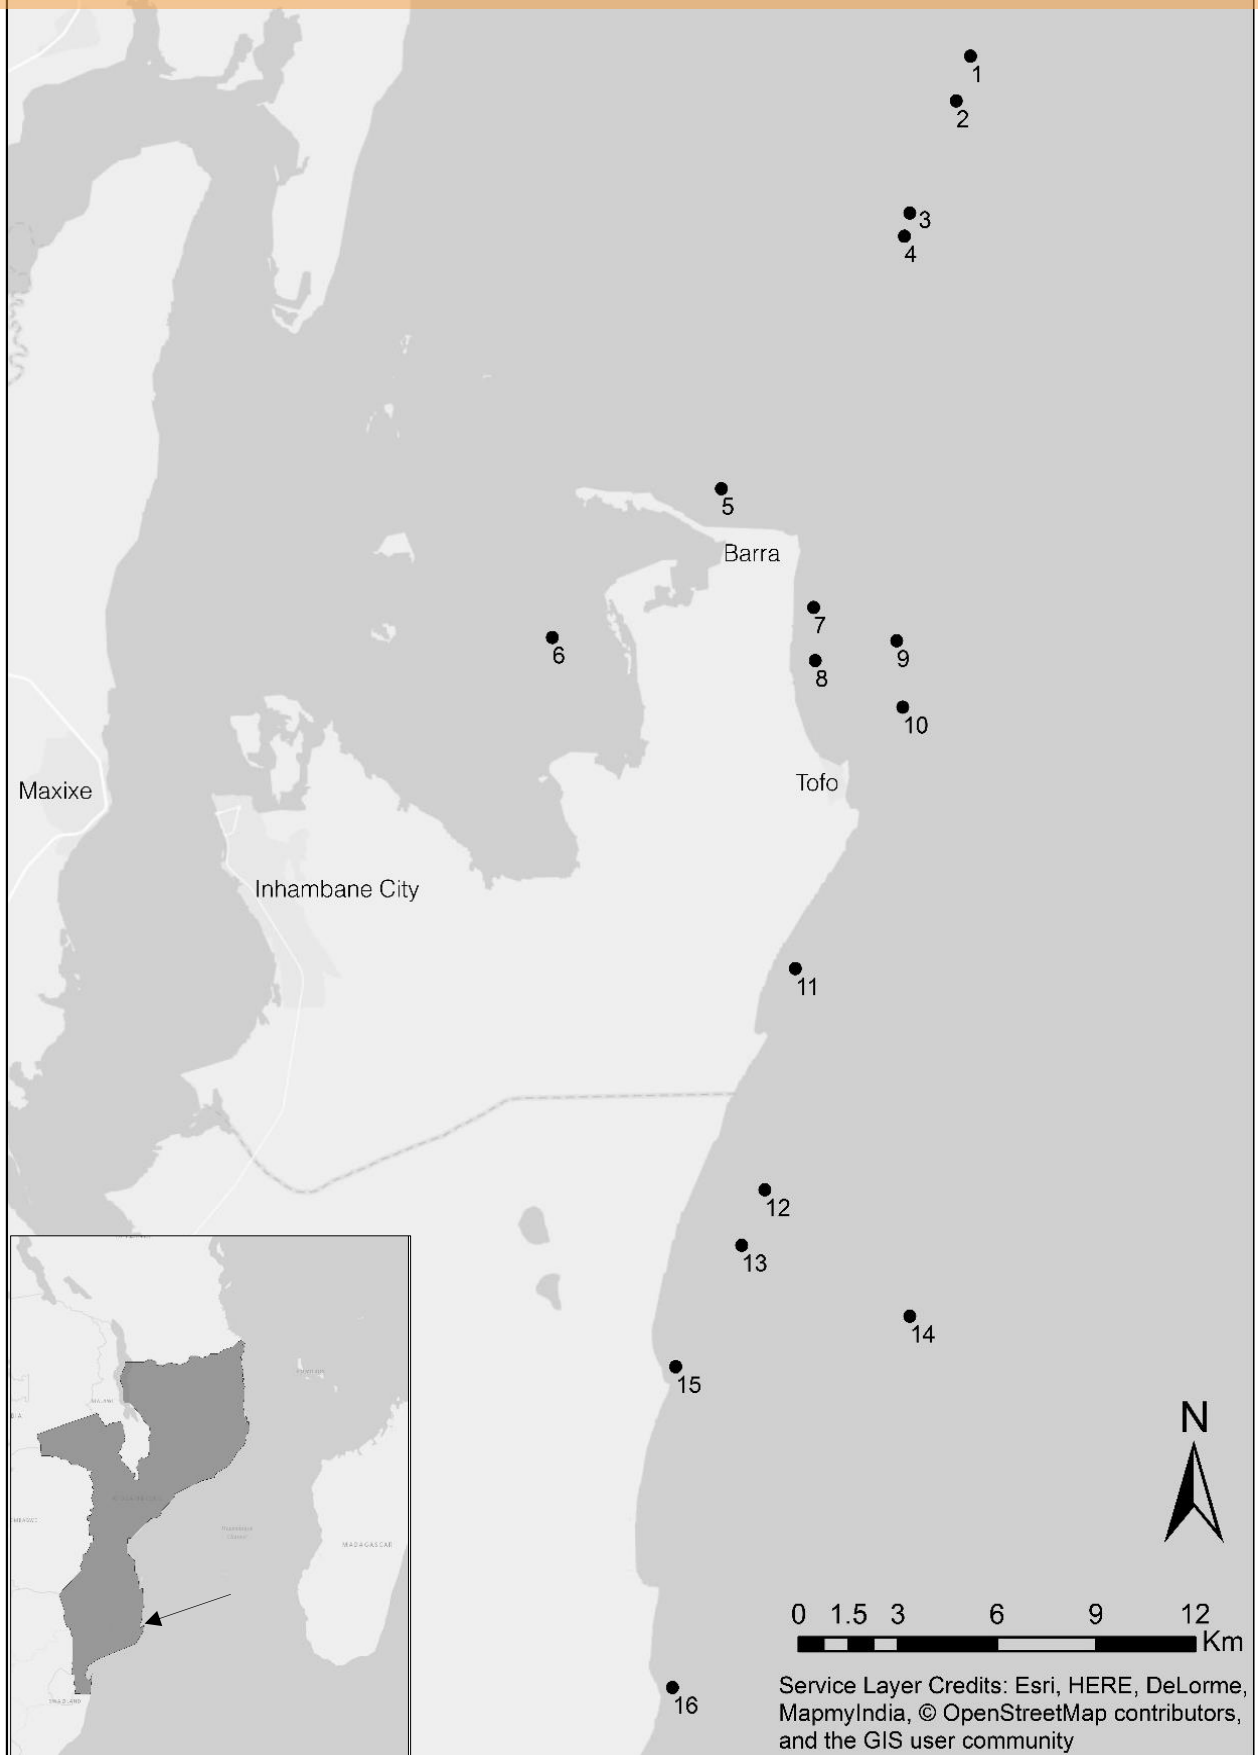 1
2
3
4
5
Barra
7
6
9
8
10
Tofo
Maxixe
Inhambane City
11
12
13
14
15
N
MADAGASCAR
0 1.5 3 6 9 12
Km
16
Service Layer Credits: Esri, HERE, DeLorme,
MapmyIndia, © OpenStreetMap contributors,
and the GIS user community